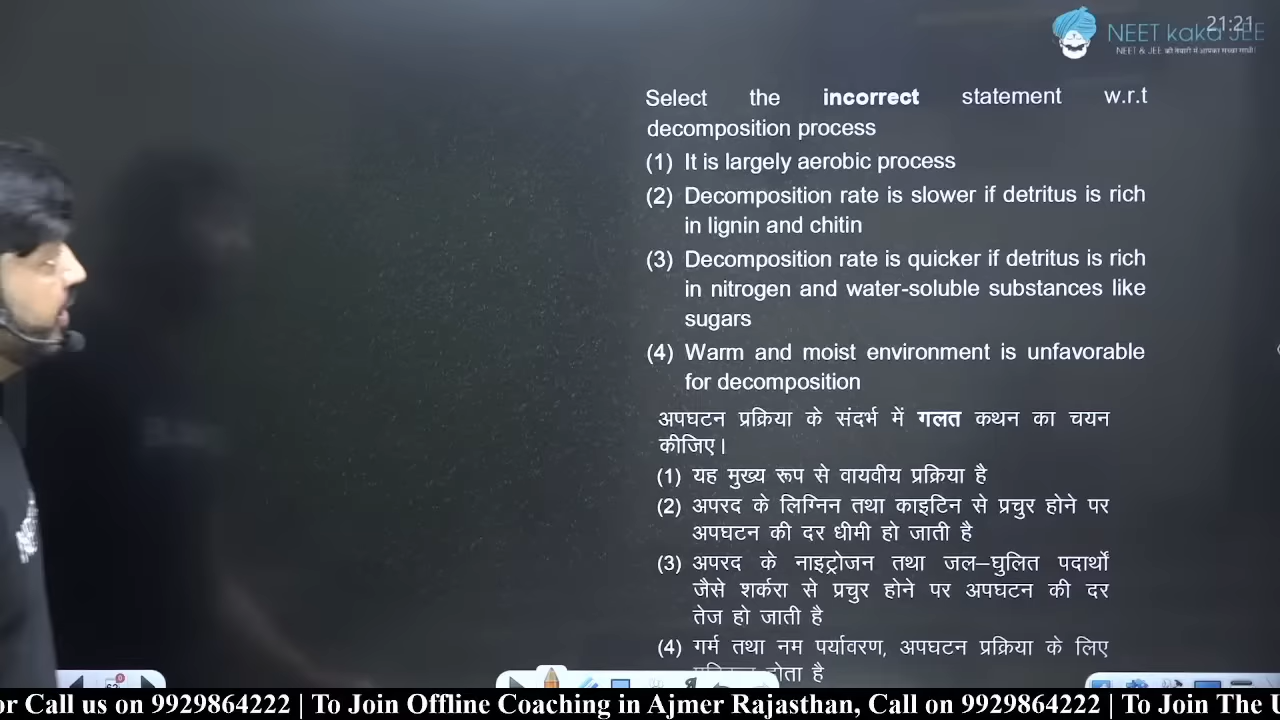 21:21
NEET kaka JEE
NEET & JEE की तैयारी में आपका सच्चा साथी!
Select the incorrect statement w.r.t
decomposition process
(1) It is largely aerobic process
(2) Decomposition rate is slower if detritus is rich
in lignin and chitin
(3) Decomposition rate is quicker if detritus is rich
in nitrogen and water-soluble substances like
sugars
(4) Warm and moist environment is unfavorable
for decomposition
अपघटन प्रक्रिया के संदर्भ में गलत कथन का चयन
कीजिए।
(1) यह मुख्य रूप से वायवीय प्रक्रिया है
(2) अपरद के लिग्निन तथा काइटिन से प्रचुर होने पर
अपघटन की दर धीमी हो जाती है
(3) अपरद के नाइट्रोजन तथा जल–घुलित पदार्थों
जैसे शर्करा से प्रचुर होने पर अपघटन की दर
तेज हो जाती है
(4) गर्म तथा नम पर्यावरण, अपघटन प्रक्रिया के लिए
होता है
or Call us on 9929864222 | To Join Offline Coaching in Ajmer Rajasthan, Call on 9929864222 | To Join The U